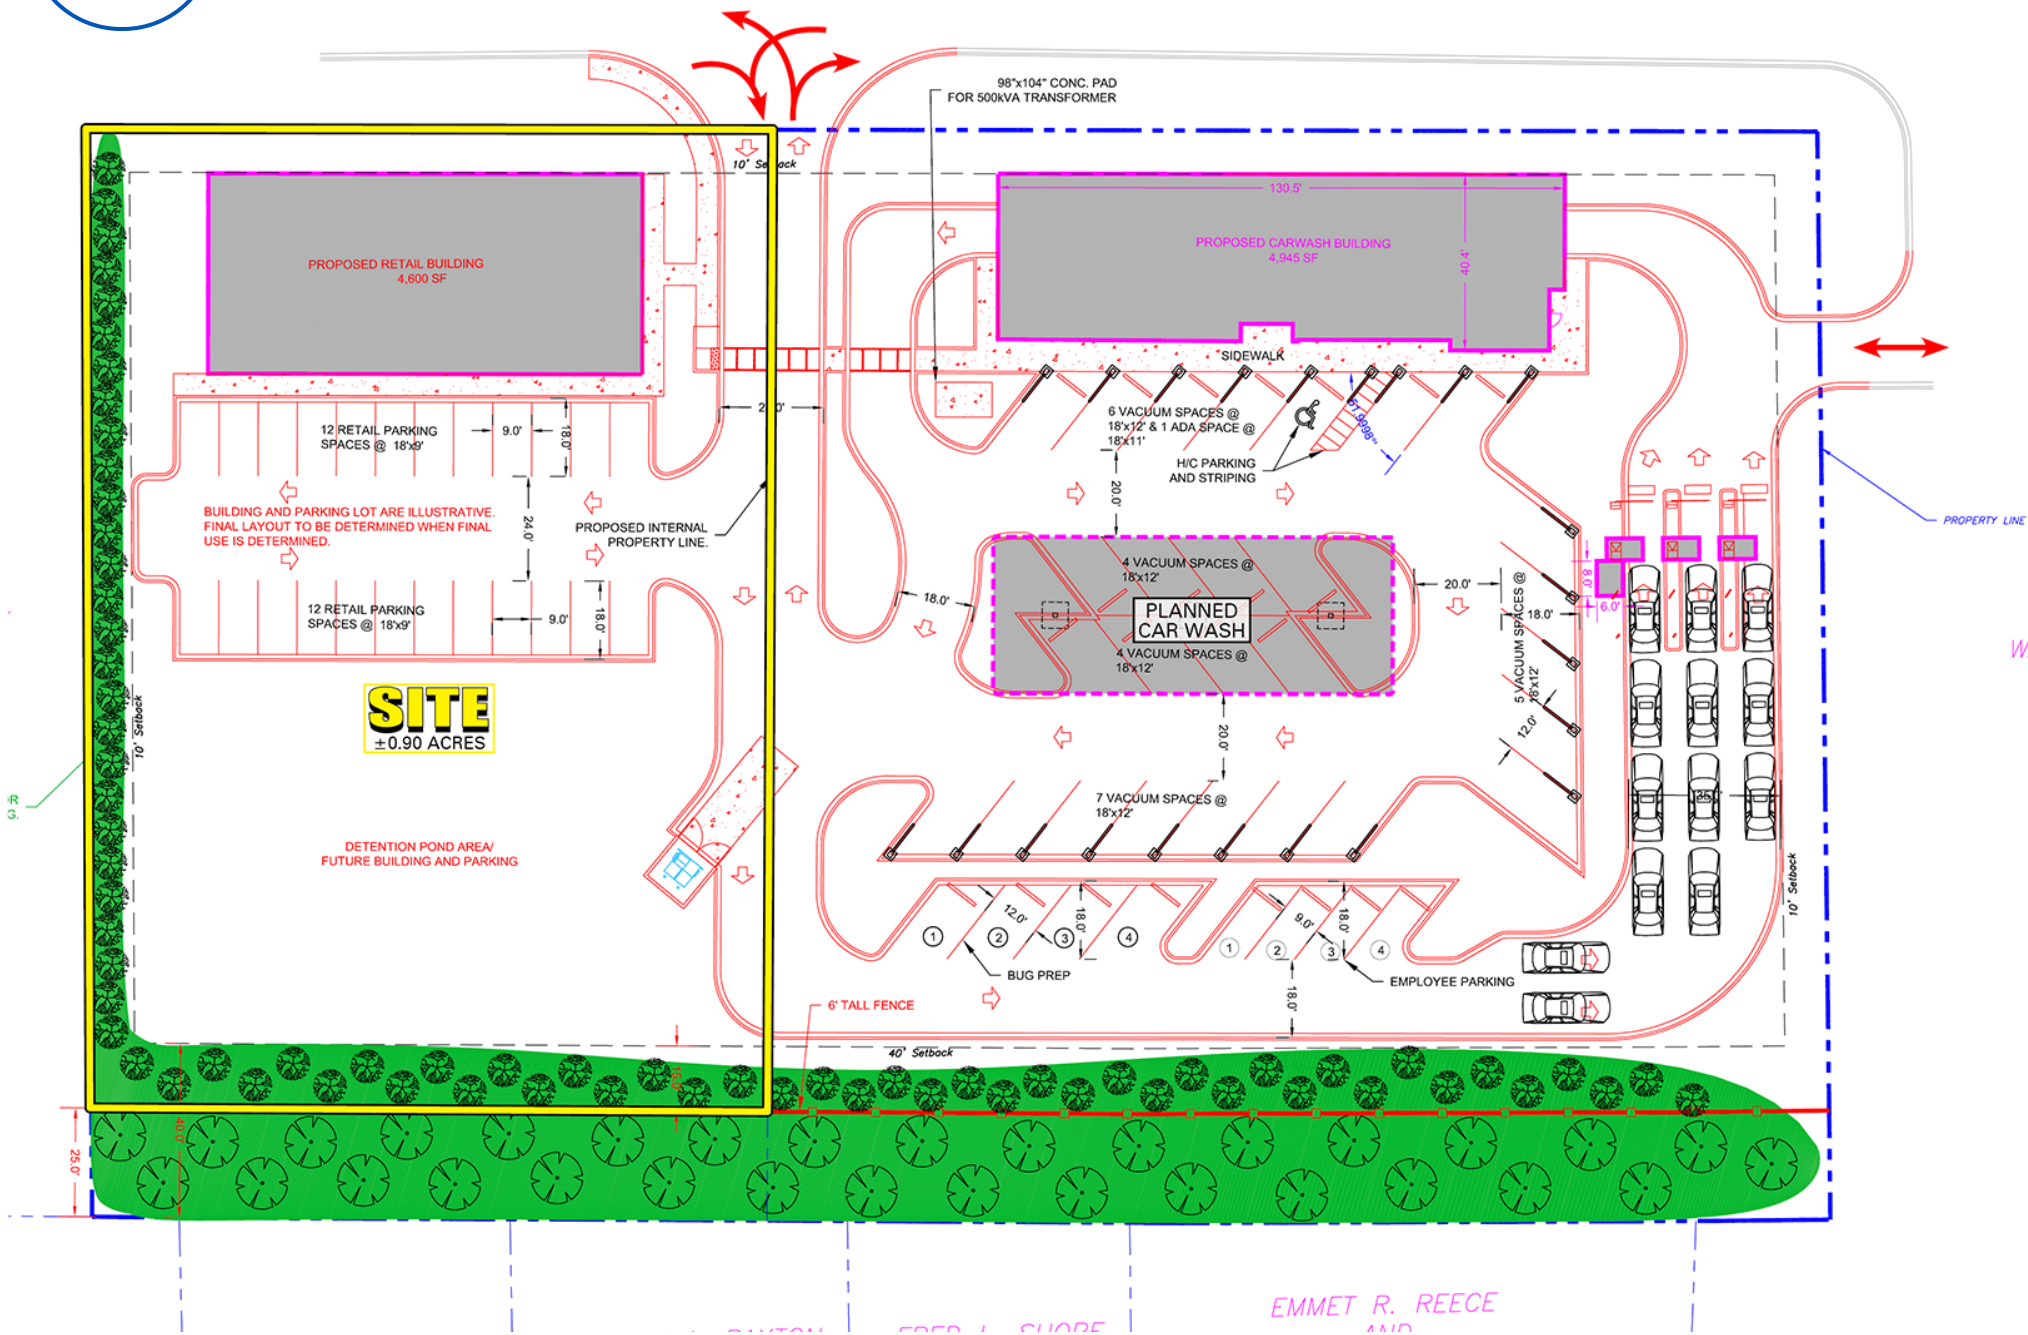 98"x104" CONC. PAD
FOR 500kVA TRANSFORMER
10' Setback
PROPOSED RETAIL BUILDING
4,600 SF
130.5'
PROPOSED CARWASH BUILDING
4,945 SF
40.4'
SIDEWALK
12 RETAIL PARKING
SPACES @ 18'x9'
9.0'
18.0'
6 VACUUM SPACES @
18'x12' & 1 ADA SPACE @
18'x11'
H/C PARKING
AND STRIPING
20.0'
BUILDING AND PARKING LOT ARE ILLUSTRATIVE.
FINAL LAYOUT TO BE DETERMINED WHEN FINAL
USE IS DETERMINED.
24.0'
PROPOSED INTERNAL
PROPERTY LINE.
PROPERTY LINE
4 VACUUM SPACES @
18'x12'
PLANNED
CAR WASH
4 VACUUM SPACES @
18'x12'
18.0'
20.0'
5 VACUUM SPACES @
18'x12'
18.0'
8.0'
6.0'
12.0'
12 RETAIL PARKING
SPACES @ 18'x9'
9.0'
18.0'
10' Setback
SITE
±0.90 ACRES
20.0'
7 VACUUM SPACES @
18'x12'
R
DETENTION POND AREA/
FUTURE BUILDING AND PARKING
10' Setback
12.0'
18.0'
9.0'
18.0'
1
2
3
4
1
2
3
4
BUG PREP
EMPLOYEE PARKING
18.0'
6' TALL FENCE
40' Setback
15.0'
40.0'
25.0'
EMMET R. REECE
AND
PAXTON
FRED L. SHORE